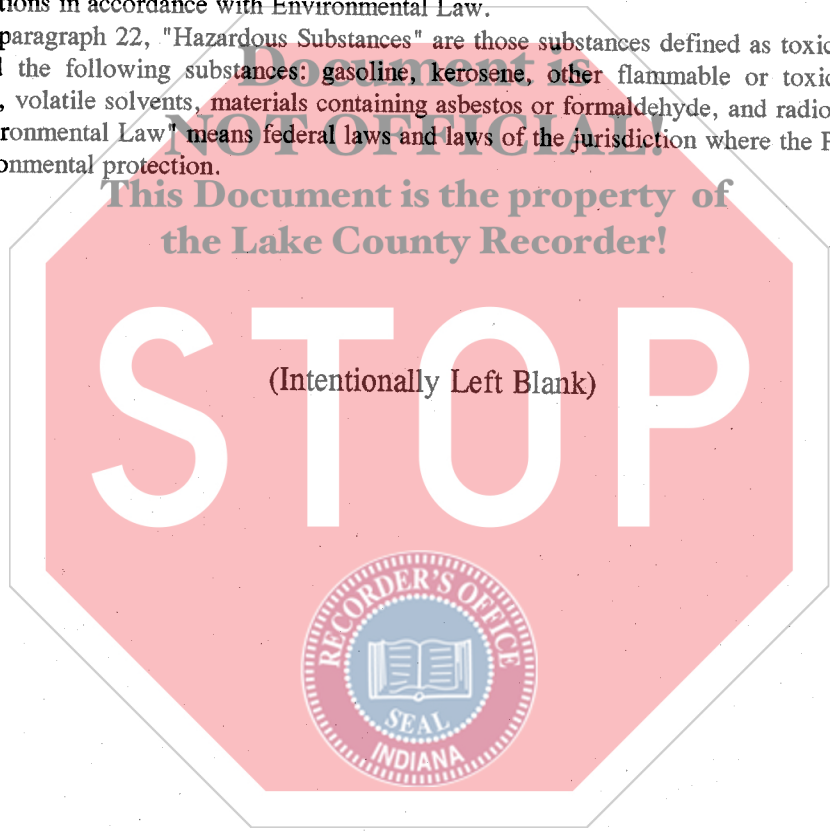 tions in accordance with Environmental Law.
paragraph 22, "Hazardous Substances" are those substances defined as toxic
the following substances: gasoline, kerosene, other flammable or toxic
, volatile solvents, materials containing asbestos or formaldehyde, and radio
ronmental Law" means federal laws and laws of the jurisdiction where the P
onmental protection.
Document is
NOT OFFICIAL!
This Document is the property of
the Lake County Recorder!
STOP
(Intentionally Left Blank)
RECORDER'S OFFICE
SEAL
INDIANA